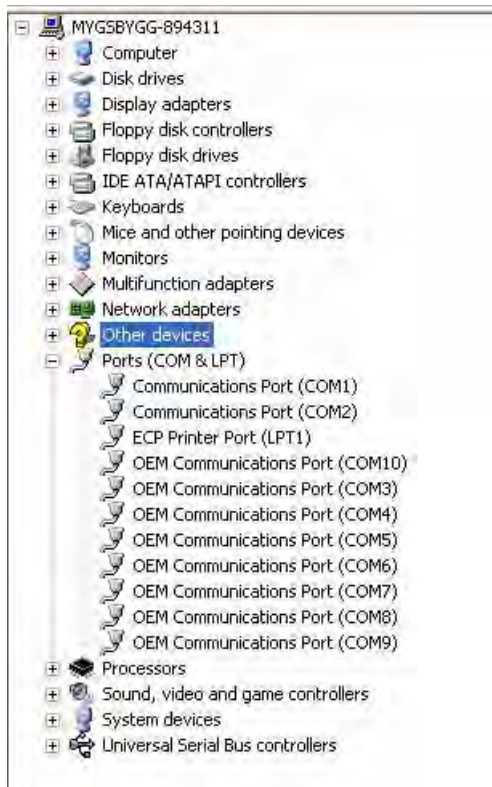 MYGSBYGG-894311
Computer
Disk drives
Display adapters
Floppy disk controllers
Floppy disk drives
IDE ATA/ATAPI controllers
Keyboards
Mice and other pointing devices
Monitors
Multifunction adapters
Network adapters
Other devices
Ports (COM & LPT)
Communications Port (COM1)
Communications Port (COM2)
ECP Printer Port (LPT1)
OEM Communications Port (COM10)
OEM Communications Port (COM3)
OEM Communications Port (COM4)
OEM Communications Port (COM5)
OEM Communications Port (COM6)
OEM Communications Port (COM7)
OEM Communications Port (COM8)
OEM Communications Port (COM9)
Processors
Sound, video and game controllers
System devices
Universal Serial Bus controllers